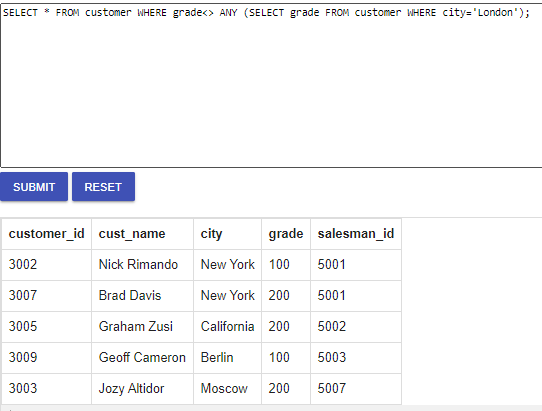 SELECT * FROM customer WHERE grade<> ANY (SELECT grade FROM customer WHERE city='London');
SUBMIT RESET
customer_id cust_name city grade salesman_id
3002 Nick Rimando New York 100 5001
3007 Brad Davis New York 200 5001
3005 Graham Zusi California 200 5002
3009 Geoff Cameron Berlin 100 5003
3003 Jozy Altidor Moscow 200 5007